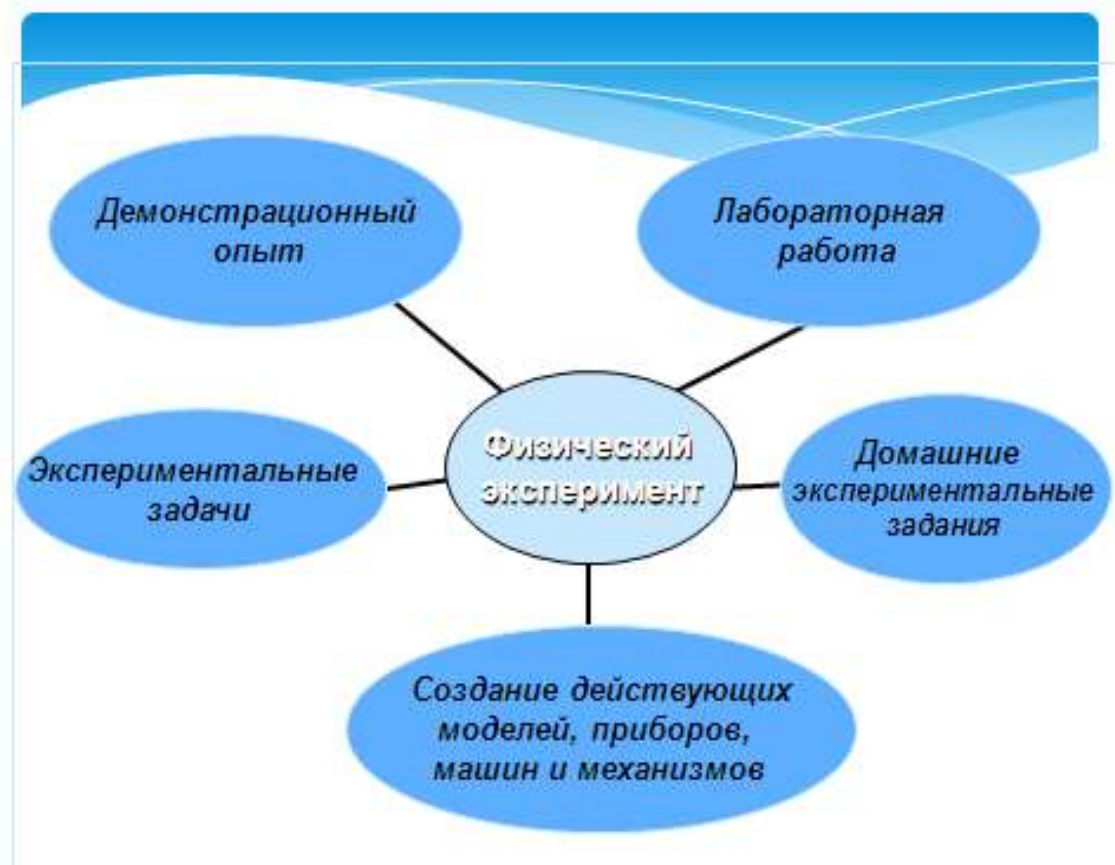 Демонстрационный
опыт
Лабораторная
работа
Физический
эксперимент
Экспериментальные
задачи
Домашние
экспериментальные
задания
Создание действующих
моделей, приборов,
машин и механизмов